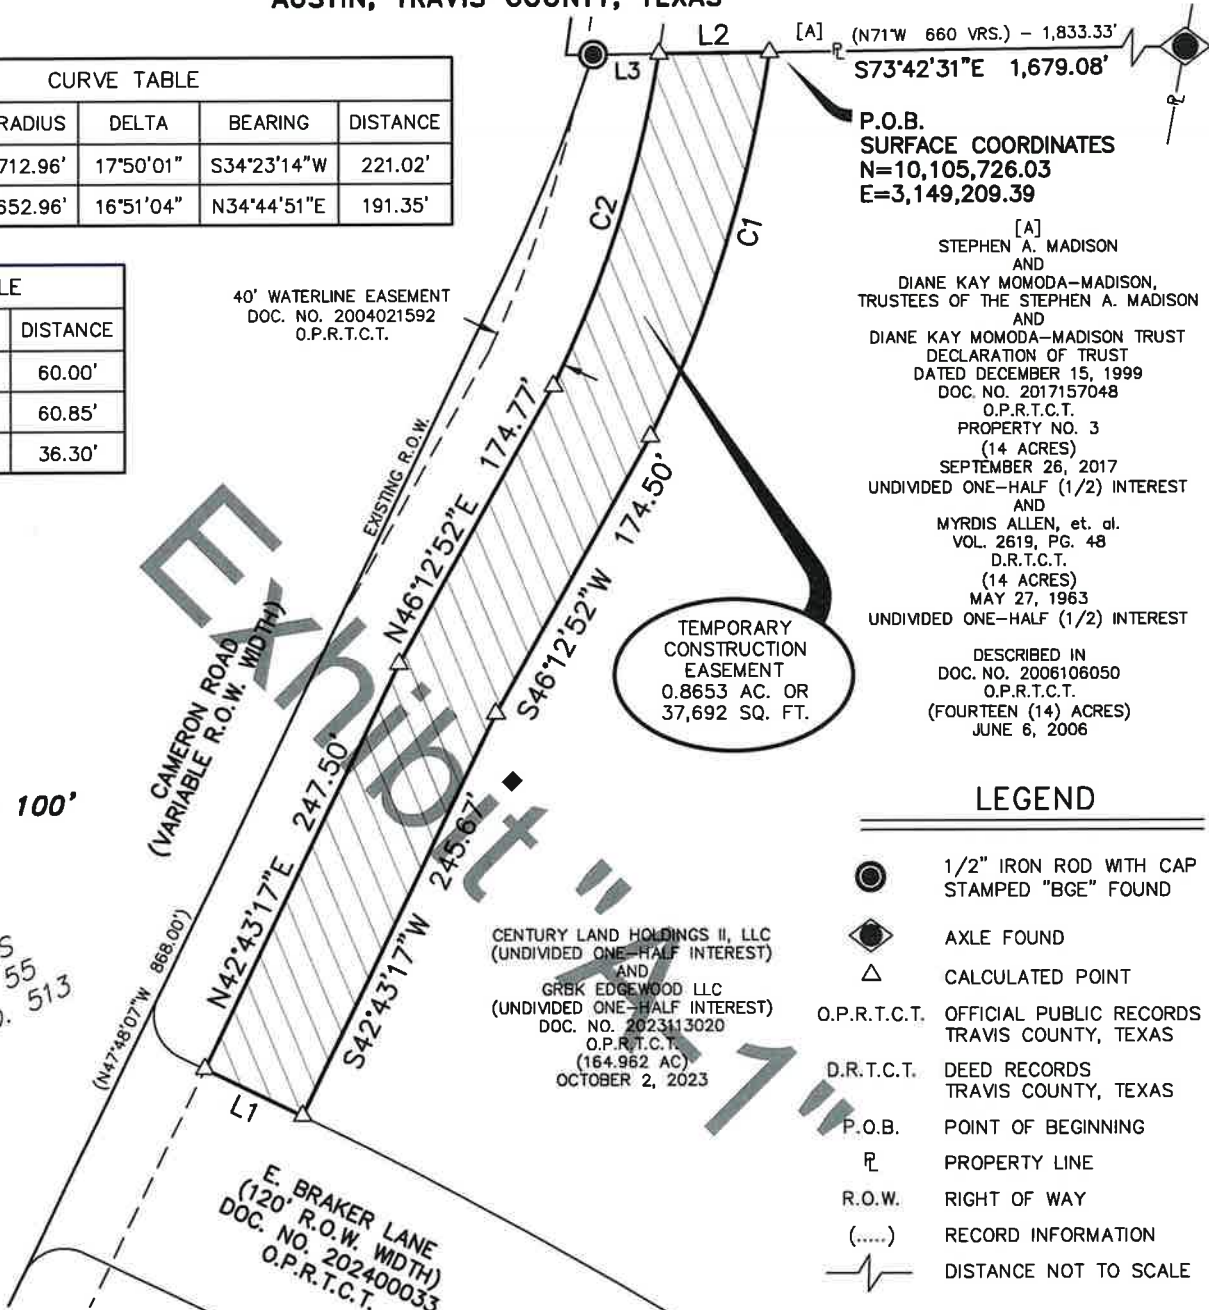 AUSTIN, TRAVIS COUNTY, TEXAS
CURVE TABLE
RADIUS DELTA BEARING DISTANCE
712.96' 17°50'01" S34°23'14"W 221.02'
652.96' 16°51'04" N34°44'51"E 191.35'
DISTANCE
60.00'
60.85'
36.30'
L2
L3
[A]
(N71°W 660 VRS.) - 1,833.33'
S73°42'31"E 1,679.08'
P.O.B.
SURFACE COORDINATES
N=10,105,726.03
E=3,149,209.39
[A]
STEPHEN A. MADISON
AND
DIANE KAY MOMODA-MADISON,
TRUSTEES OF THE STEPHEN A. MADISON
AND
DIANE KAY MOMODA-MADISON TRUST
DECLARATION OF TRUST
DATED DECEMBER 15, 1999
DOC. NO. 2017157048
O.P.R.T.C.T.
PROPERTY NO. 3
(14 ACRES)
SEPTEMBER 26, 2017
UNDIVIDED ONE-HALF (1/2) INTEREST
AND
MYRDIS ALLEN, et. al.
VOL. 2619, PG. 48
D.R.T.C.T.
(14 ACRES)
MAY 27, 1963
UNDIVIDED ONE-HALF (1/2) INTEREST
DESCRIBED IN
DOC. NO. 2006106050
O.P.R.T.C.T.
(FOURTEEN (14) ACRES)
JUNE 6, 2006
C2
C1
40' WATERLINE EASEMENT
DOC. NO. 2004021592
O.P.R.T.C.T.
EXISTING R.O.W.
N46°12'52"E 174.77'
S46°12'52"W 174.50'
TEMPORARY
CONSTRUCTION
EASEMENT
0.8653 AC. OR
37,692 SQ. FT.
CAMERON ROAD
(VARIABLE R.O.W. WIDTH)
100'
N42°43'17"E 247.50'
S42°43'17"W 245.67'
(N47°48'07"W 868.00')
S
55
513
Exhibit "A-1"
CENTURY LAND HOLDINGS II, LLC
(UNDIVIDED ONE-HALF INTEREST)
AND
GRBK EDGEWOOD LLC
(UNDIVIDED ONE-HALF INTEREST)
DOC. NO. 2023113020
O.P.R.T.C.T.
(164.962 AC)
OCTOBER 2, 2023
L1
E. BRAKER LANE
(120' R.O.W. WIDTH)
DOC. NO. 202400033
O.P.R.T.C.T.
LEGEND
1/2" IRON ROD WITH CAP
STAMPED "BGE" FOUND
AXLE FOUND
CALCULATED POINT
O.P.R.T.C.T. OFFICIAL PUBLIC RECORDS
TRAVIS COUNTY, TEXAS
D.R.T.C.T. DEED RECORDS
TRAVIS COUNTY, TEXAS
P.O.B. POINT OF BEGINNING
PL PROPERTY LINE
R.O.W. RIGHT OF WAY
(.....) RECORD INFORMATION
DISTANCE NOT TO SCALE